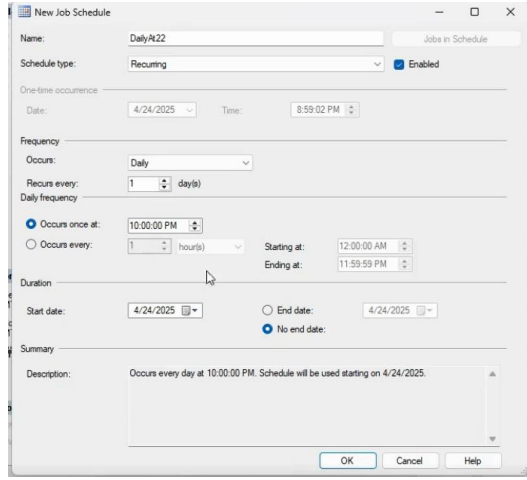 New Job Schedule
Name: DailyAt22 Jobs in Schedule
Schedule type: Recurring Enabled
One-time occurrence
Date: 4/24/2025 Time: 8:59:02 PM
Frequency
Occurs: Daily
Recurs every: 1 day(s)
Daily frequency
Occurs once at: 10:00:00 PM
Occurs every: 1 hour(s) Starting at: 12:00:00 AM
Ending at: 11:59:59 PM
Duration
Start date: 4/24/2025 End date: 4/24/2025
No end date:
Summary
Description: Occurs every day at 10:00:00 PM. Schedule will be used starting on 4/24/2025.
OK Cancel Help